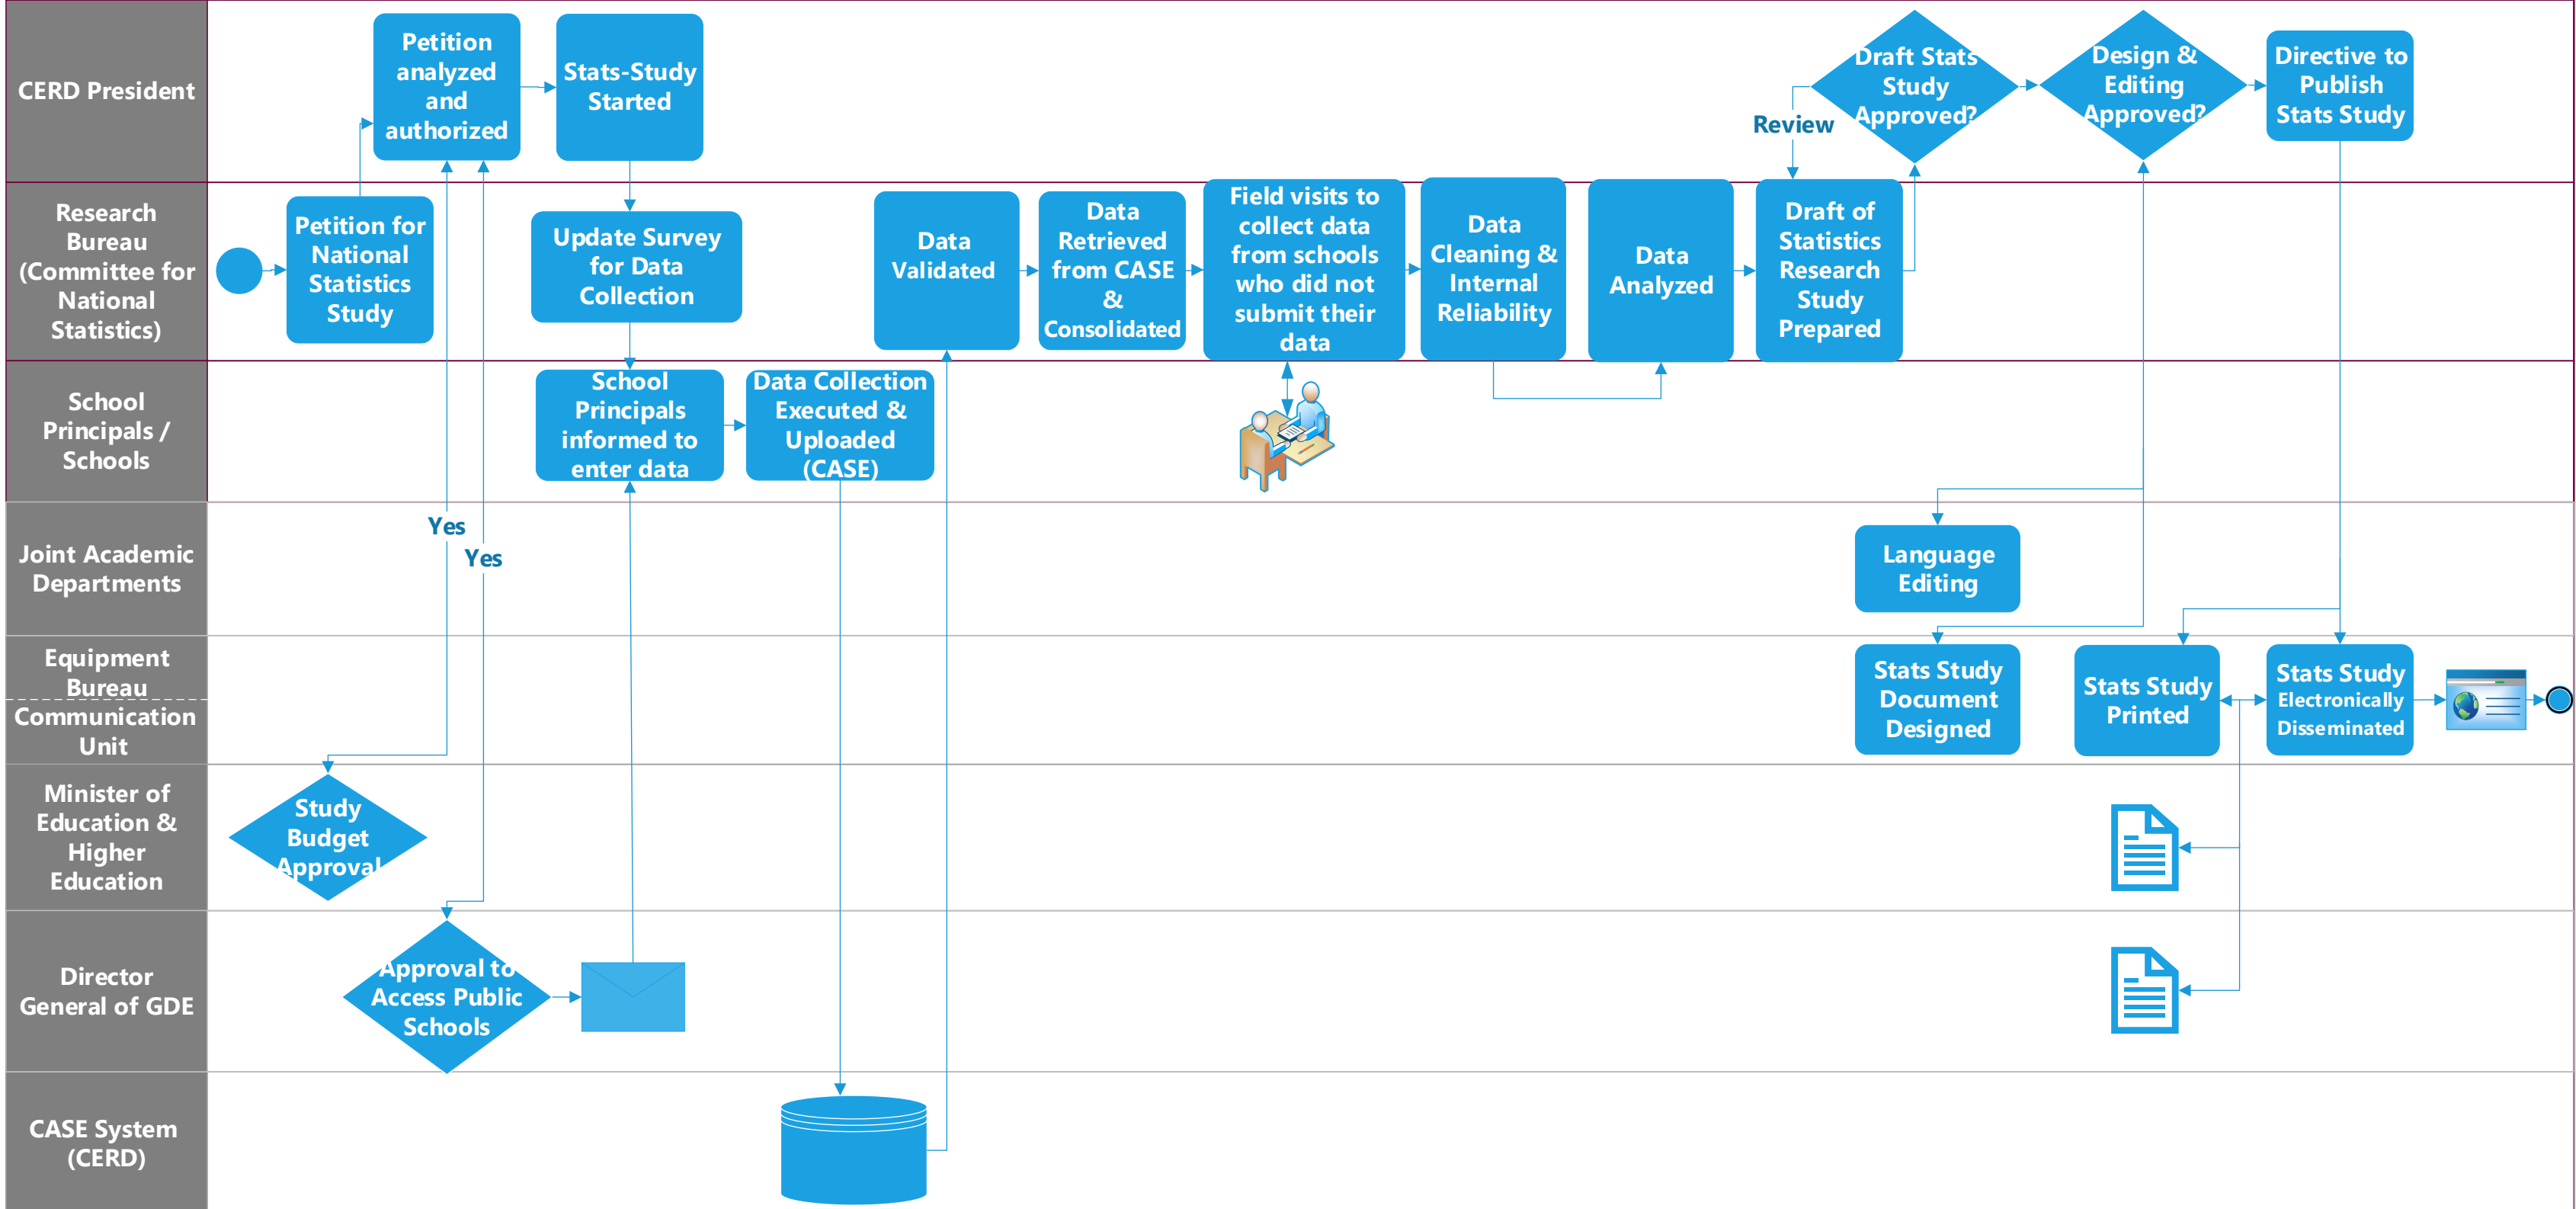 CERD President
Petition
analyzed
and
authorized
Stats-Study
Started
Draft Stats
Study
Approved?
Design &
Editing
Approved?
Directive to
Publish
Stats Study
Review
Research
Bureau
(Committee for
National
Statistics)
Petition for
National
Statistics
Study
Update Survey
for Data
Collection
Data
Validated
Data
Retrieved
from CASE
&
Consolidated
Field visits to
collect data
from schools
who did not
submit their
data
Data
Cleaning &
Internal
Reliability
Data
Analyzed
Draft of
Statistics
Research
Study
Prepared
School
Principals /
Schools
School
Principals
informed to
enter data
Data Collection
Executed &
Uploaded
(CASE)
Joint Academic
Departments
Yes
Yes
Language
Editing
Equipment
Bureau
Communication
Unit
Stats Study
Document
Designed
Stats Study
Printed
Stats Study
Electronically
Disseminated
Minister of
Education &
Higher
Education
Study
Budget
Approval
Director
General of GDE
Approval to
Access Public
Schools
CASE System
(CERD)